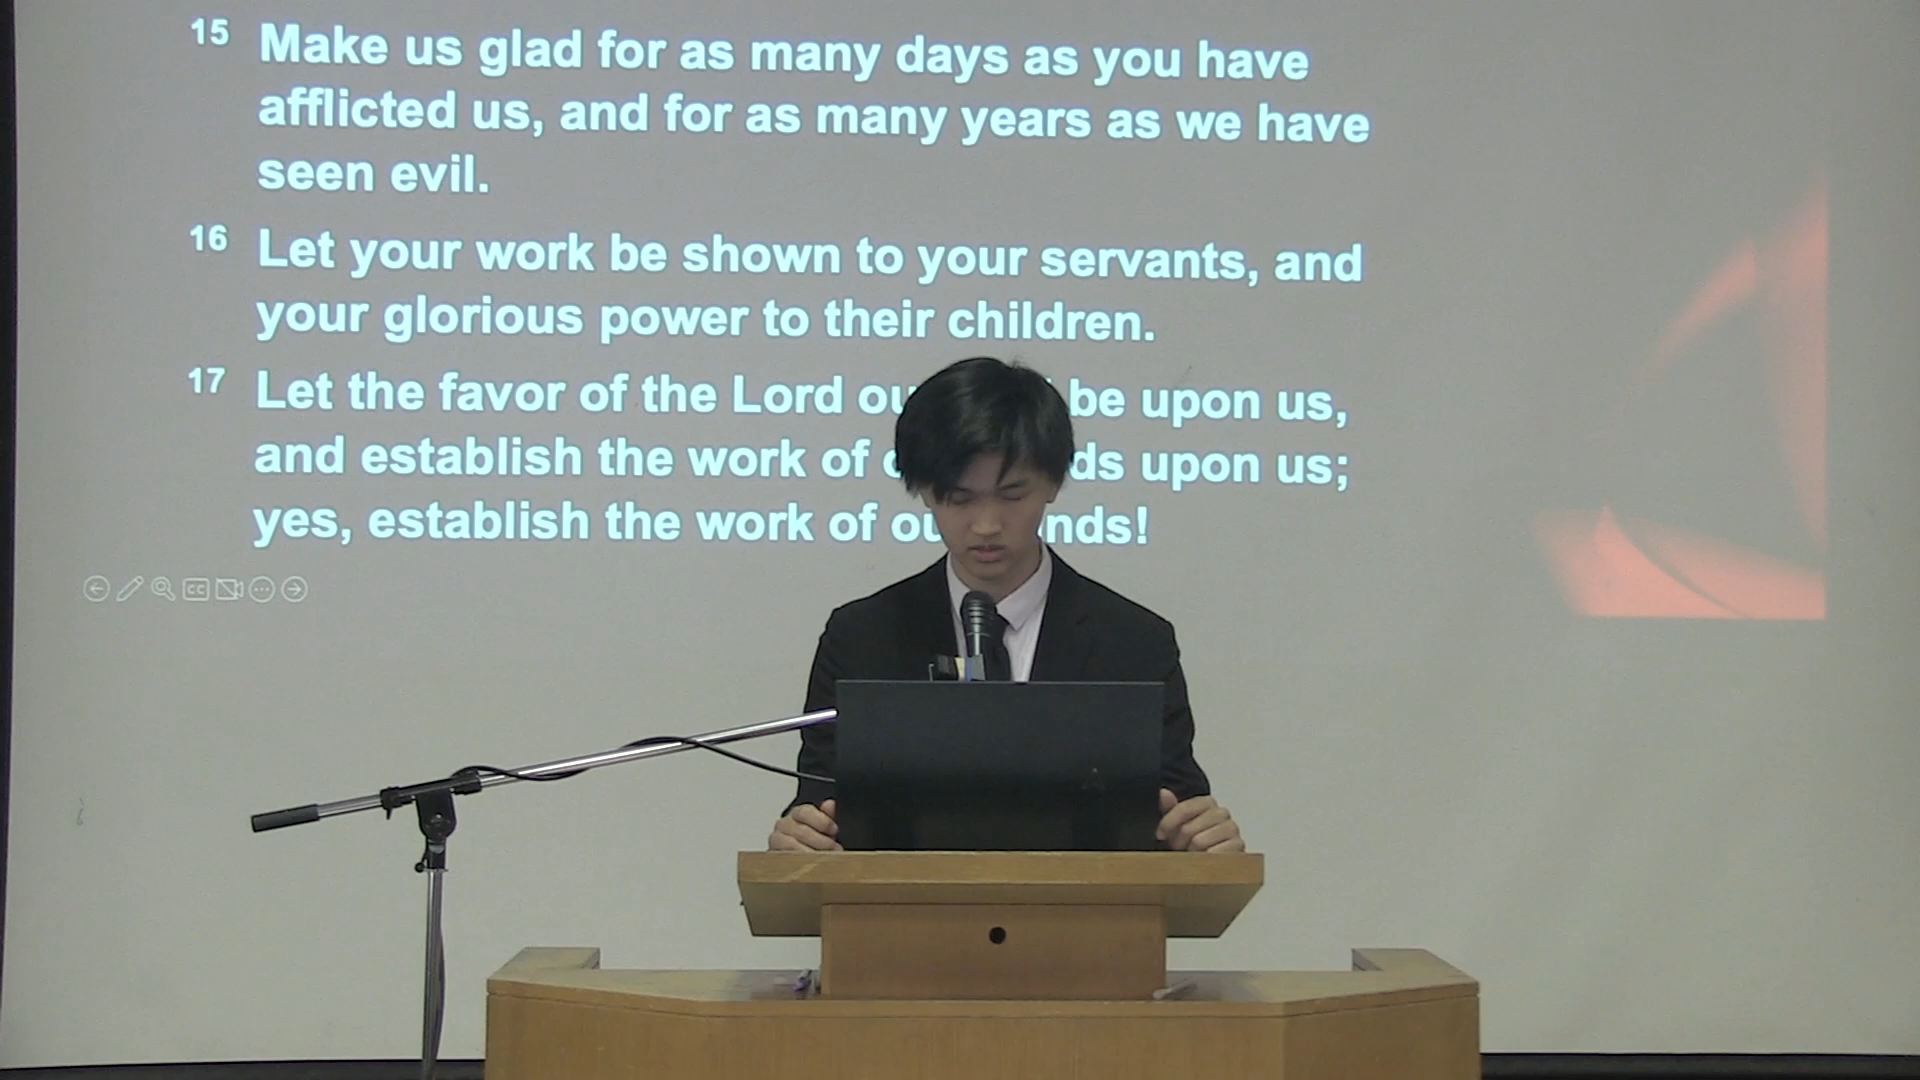 15 Make us glad for as many days as you have
afflicted us, and for as many years as we have
seen evil.
16 Let your work be shown to your servants, and
your glorious power to their children.
17 Let the favor of the Lord be upon us,
and establish the work of upon us;
yes, establish the work of
CC